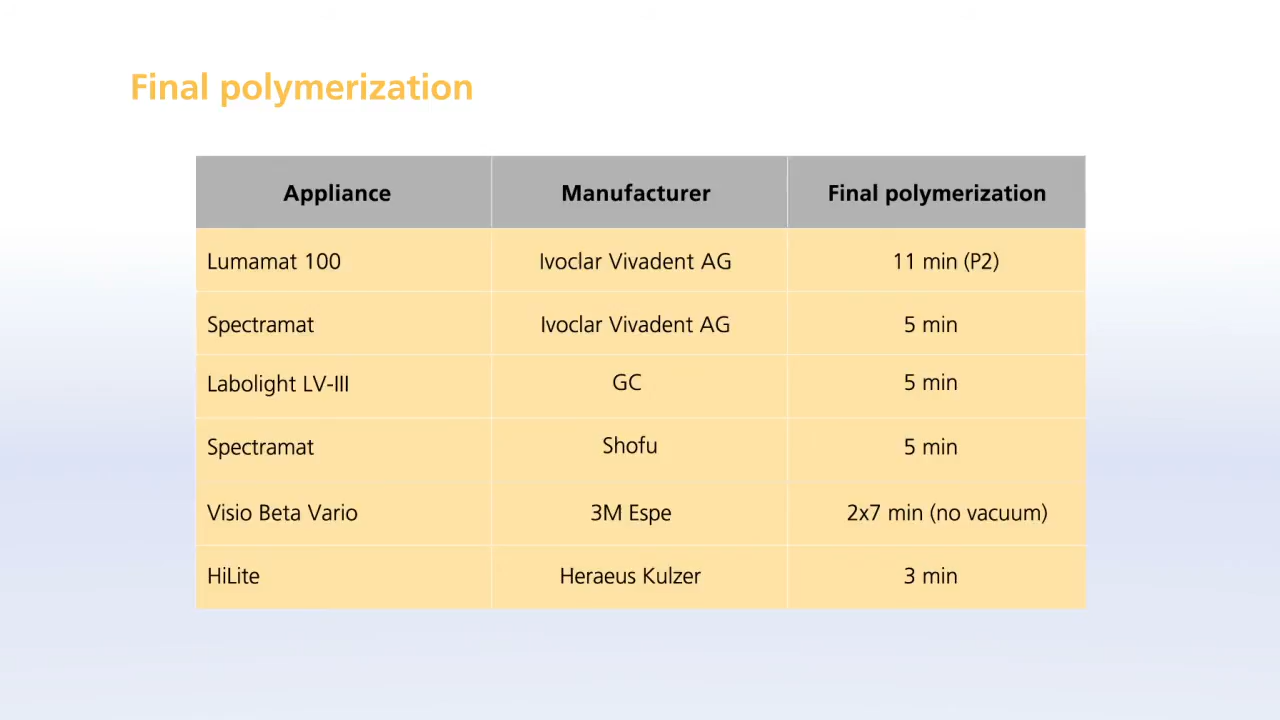 Final polymerization
Appliance Manufacturer Final polymerization
Lumamat 100 Ivoclar Vivadent AG 11 min (P2)
Spectramat Ivoclar Vivadent AG 5 min
Labolight LV-III GC 5 min
Spectramat Shofu 5 min
Visio Beta Vario 3M Espe 2x7 min (no vacuum)
HiLite Heraeus Kulzer 3 min